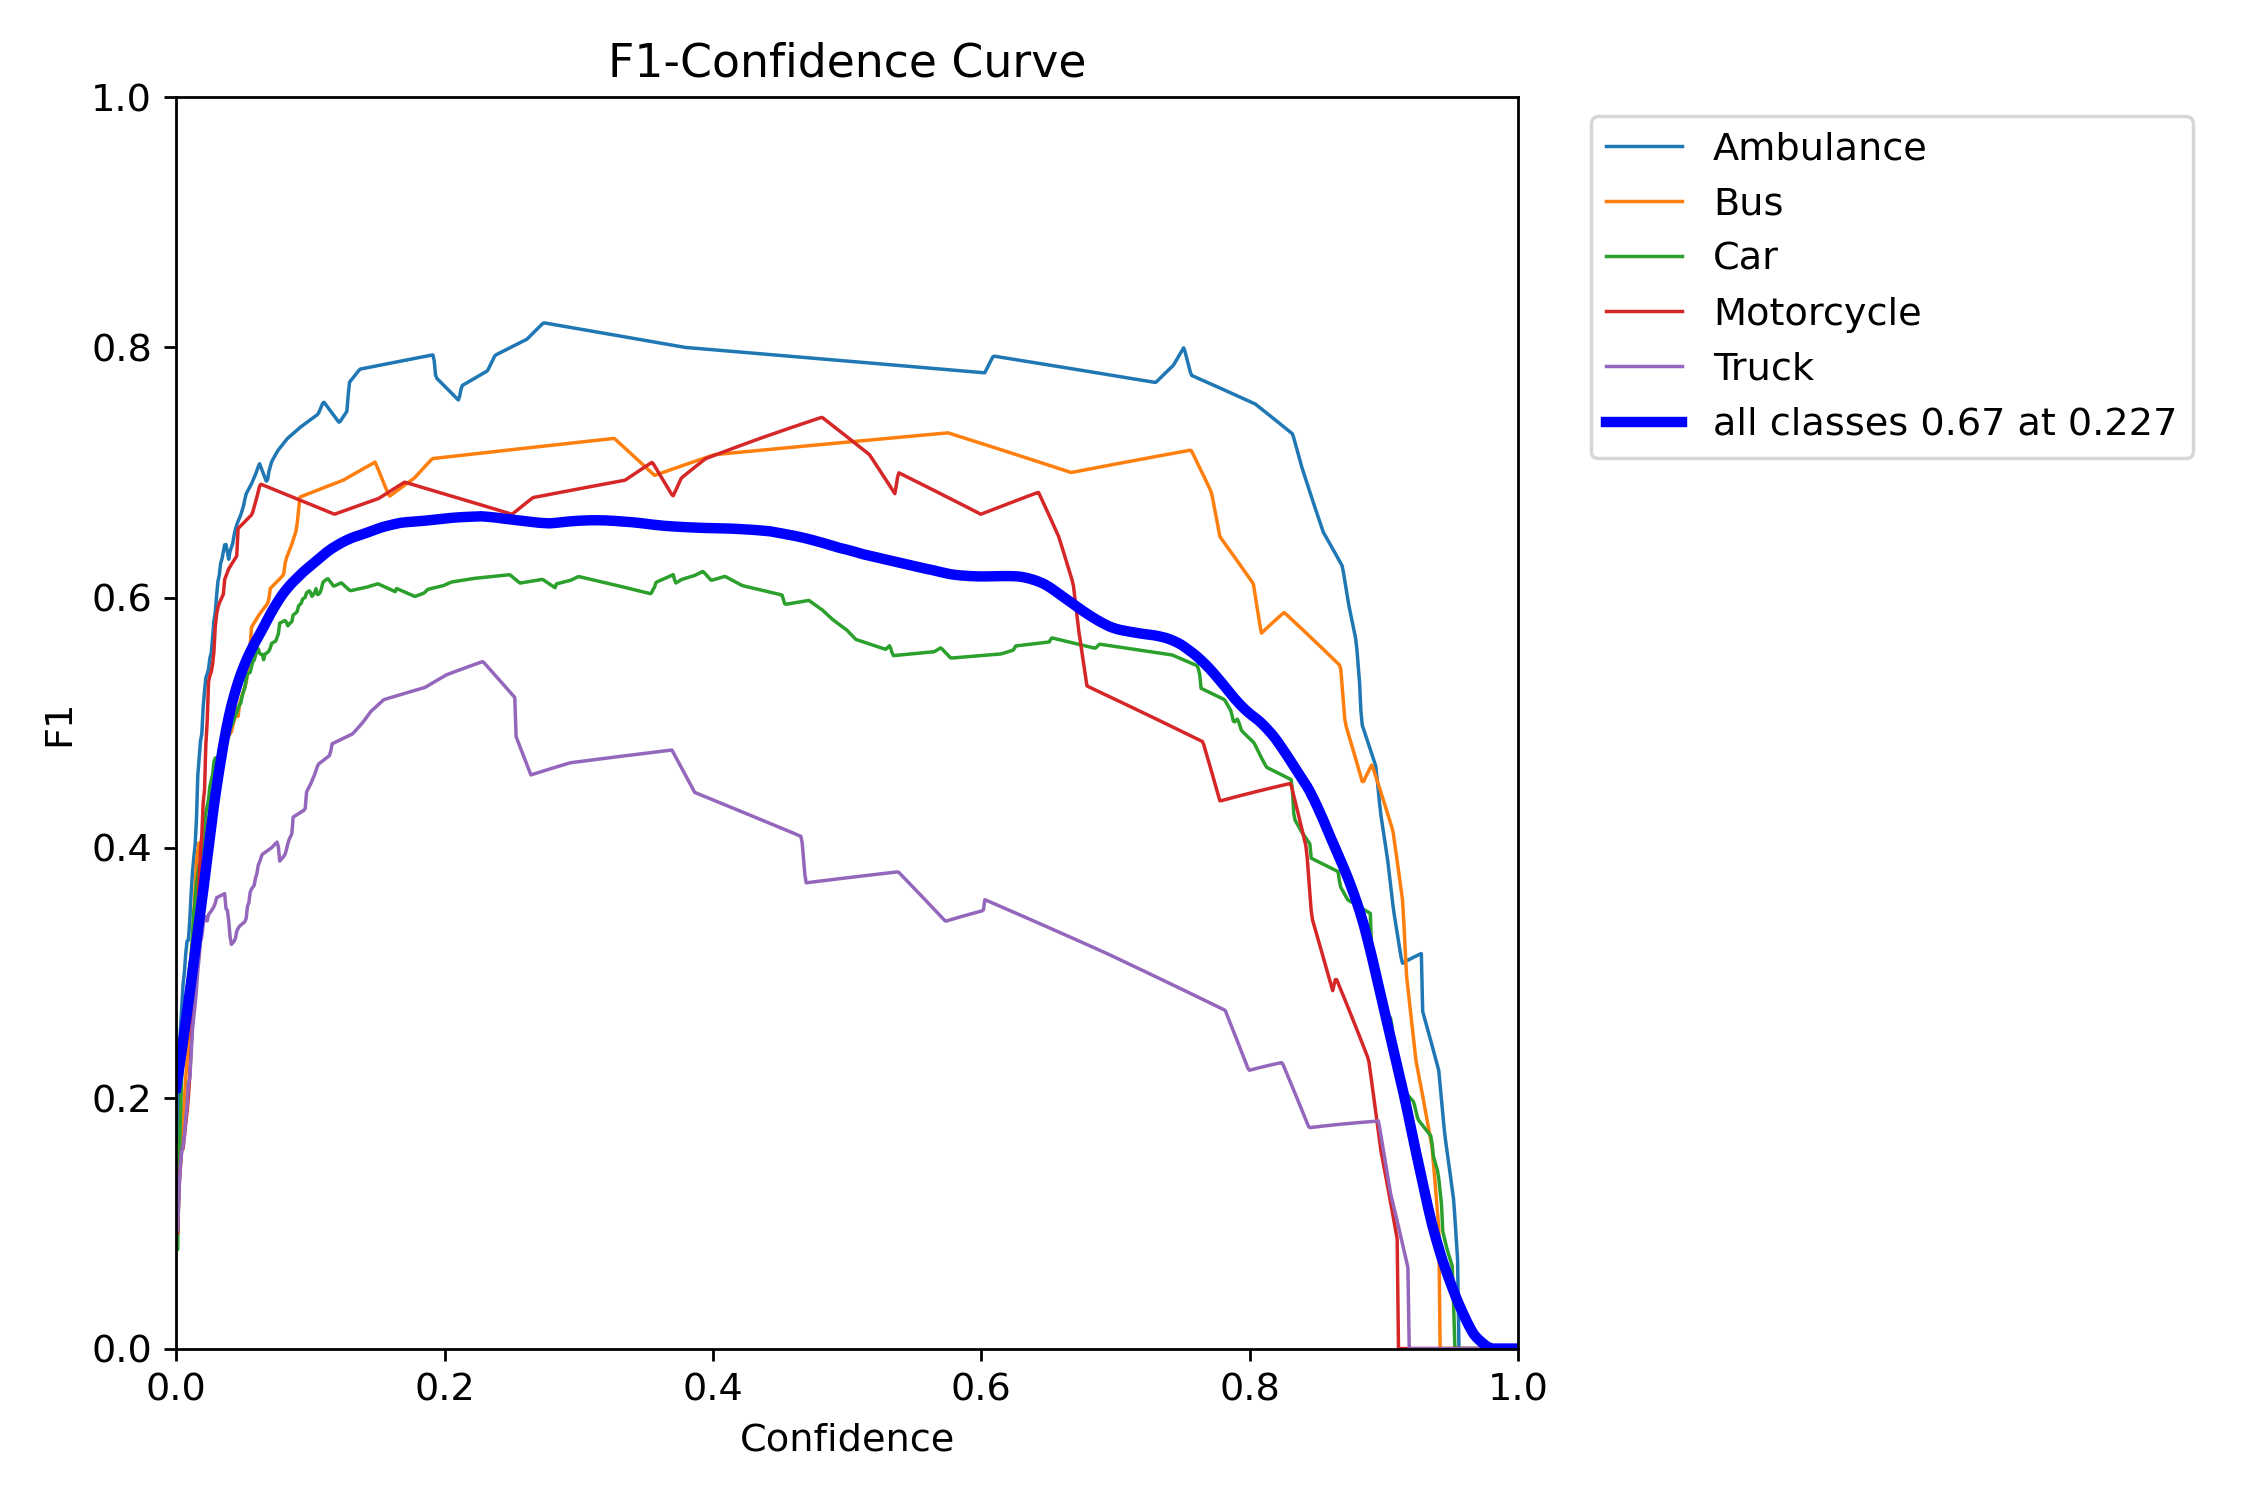 F1-Confidence Curve
1.0
0.8
0.6
0.4
0.2
0.0
F1
0.0 0.2 0.4 0.6 0.8 1.0
Confidence
Ambulance
Bus
Car
Motorcycle
Truck
all classes 0.67 at 0.227